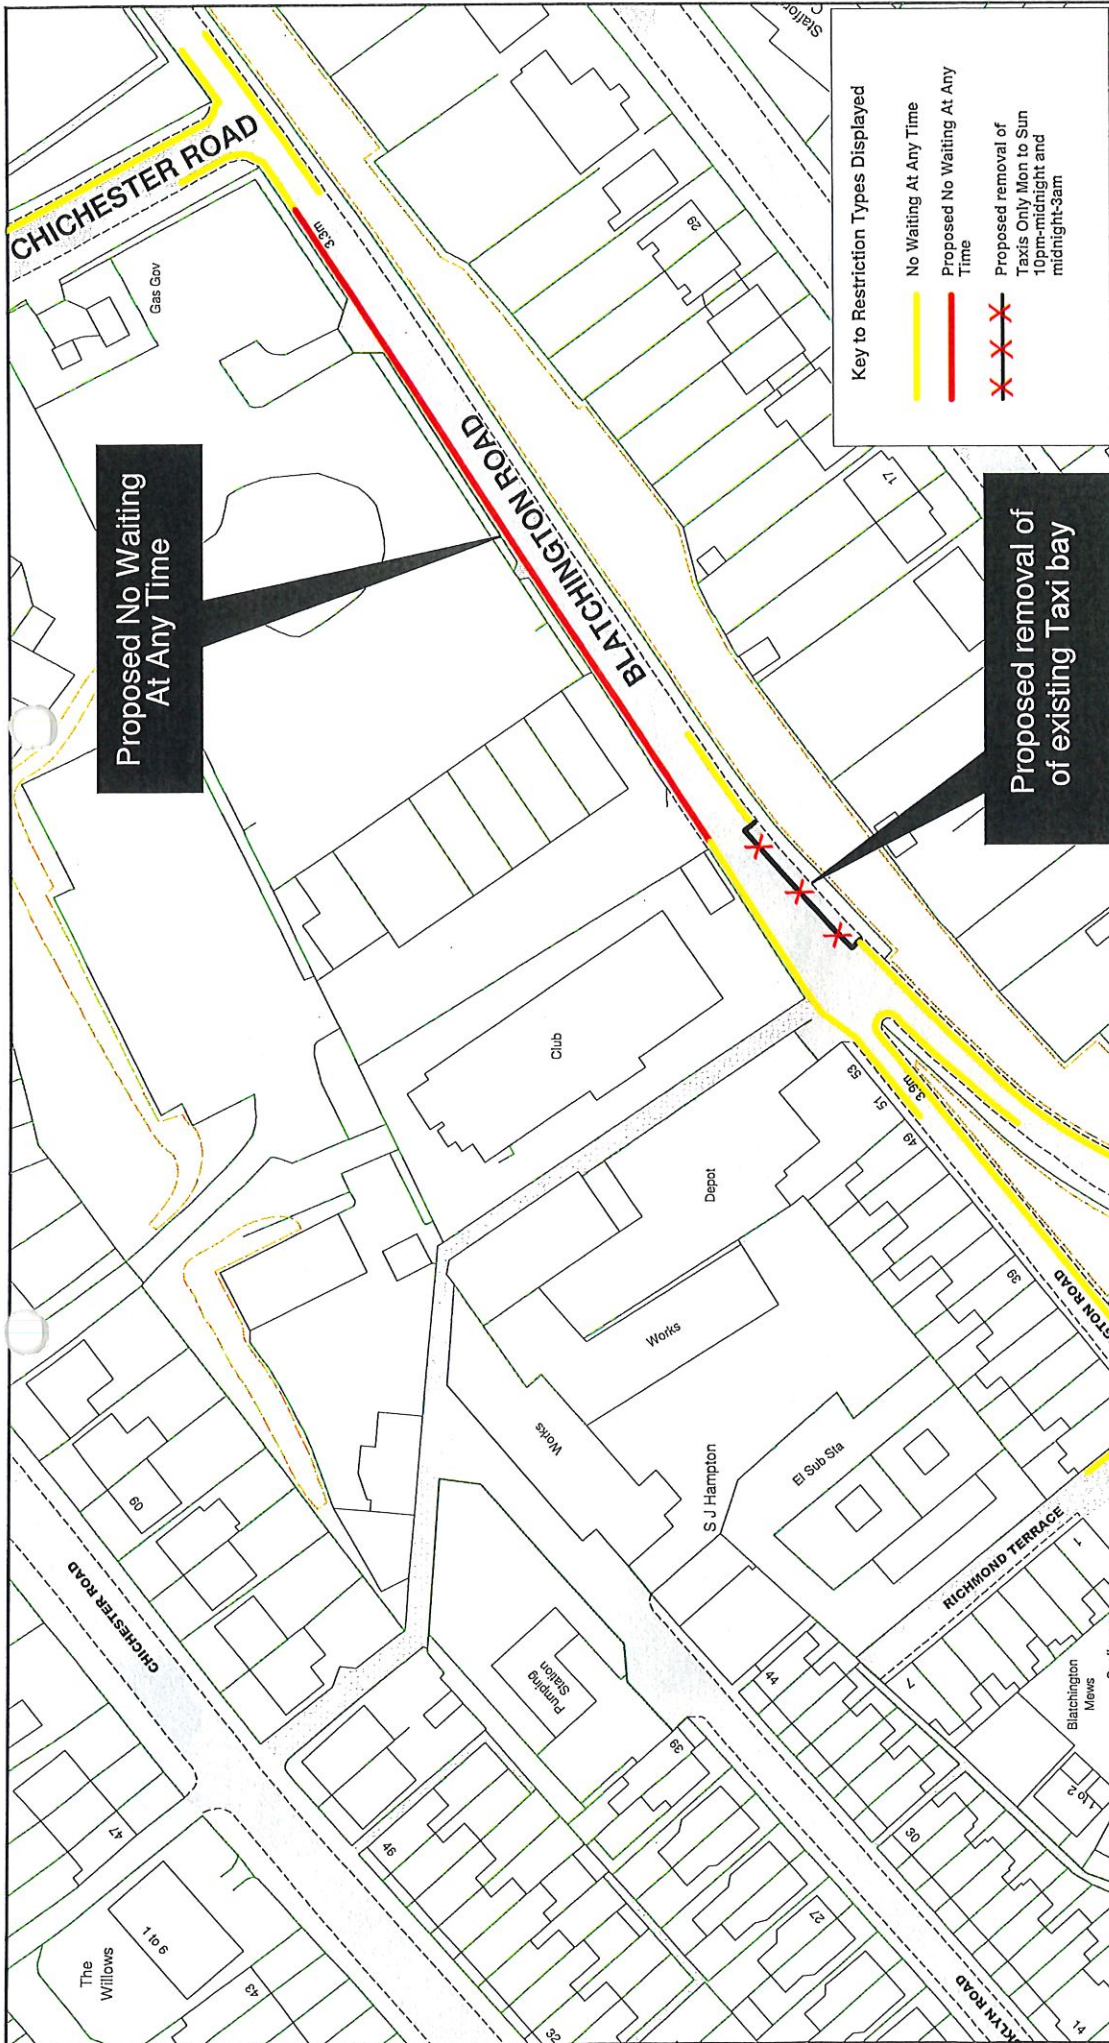 Proposed No Waiting
At Any Time
Proposed removal of
of existing Taxi bay
Key to Restriction Types Displayed
No Waiting At Any Time
Proposed No Waiting At Any
Time
Proposed removal of
Taxis Only Mon to Sun
10pm-midnight and
midnight-3am
CHICHESTER ROAD
Gas Gov
3.3m
BLATCHINGTON ROAD
29
17
Club
53
51
49
3.9m
39
Depot
Works
Works
S J Hampton
El Sub Sta
RICHMOND TERRACE
1
7
Blatchington
Mews
1 to 2
44
30
14
Pumping
Station
39
27
CHICHESTER ROAD
60
47
46
The
Willows
1 to 6
43
32